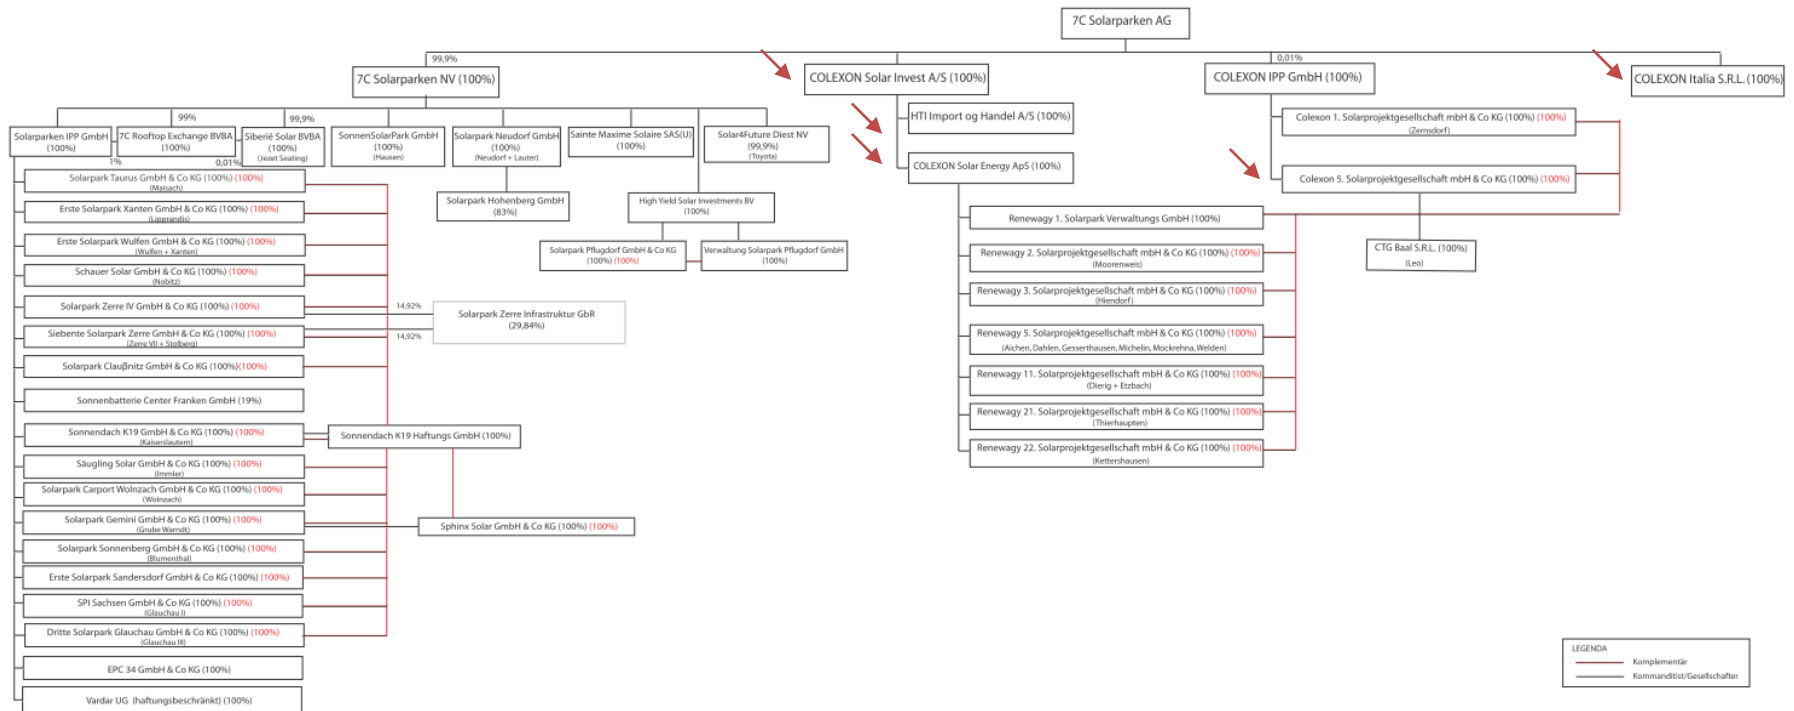 7C Solarparken AG
99,9%
0,01%
7C Solarparken NV (100%)
COLEXON Solar Invest A/S (100%)
COLEXON IPP GmbH (100%)
COLEXON Italia S.R.L. (100%)
99%
99,9%
Solarparken IPP GmbH
(100%)
7C Rooftop Exchange BVBA
(100%)
Siberië Solar BVBA
(100%)
(Jezet Seating)
SonnenSolarPark GmbH
(100%)
(Hausen)
Solarpark Neudorf GmbH
(100%)
(Neudorf + Lauter)
Sainte Maxime Solaire SAS(U)
(100%)
Solar4Future Diest NV
(99,9%)
(Toyota)
1%
0,01%
Solarpark Taurus GmbH & Co KG (100%) (100%)
(Maisach)
Erste Solarpark Xanten GmbH & Co KG (100%) (100%)
(Lipprandis)
Erste Solarpark Wulfen GmbH & Co KG (100%) (100%)
(Wulfen + Xanten)
Schauer Solar GmbH & Co KG (100%) (100%)
(Nobitz)
Solarpark Zerre IV GmbH & Co KG (100%) (100%)
Siebente Solarpark Zerre GmbH & Co KG (100%) (100%)
(Zerre VII + Stolberg)
Solarpark Claußnitz GmbH & Co KG (100%)(100%)
Sonnenbatterie Center Franken GmbH (19%)
Sonnendach K19 GmbH & Co KG (100%) (100%)
(Kaiserslautern)
Säugling Solar GmbH & Co KG (100%) (100%)
(Immler)
Solarpark Carport Wolnzach GmbH & Co KG (100%) (100%)
(Wolnzach)
Solarpark Gemini GmbH & Co KG (100%) (100%)
(Grube Warndt)
Solarpark Sonnenberg GmbH & Co KG (100%) (100%)
(Blumenthal)
Erste Solarpark Sandersdorf GmbH & Co KG (100%) (100%)
SPI Sachsen GmbH & Co KG (100%) (100%)
(Glauchau I)
Dritte Solarpark Glauchau GmbH & Co KG (100%) (100%)
(Glauchau III)
EPC 34 GmbH & Co KG (100%)
Vardar UG (haftungsbeschränkt) (100%)
14,92%
14,92%
Solarpark Zerre Infrastruktur GbR
(29,84%)
Sonnendach K19 Haftungs GmbH (100%)
Sphinx Solar GmbH & Co KG (100%) (100%)
Solarpark Hohenberg GmbH
(83%)
High Yield Solar Investments BV
(100%)
Solarpark Pflugdorf GmbH & Co KG
(100%) (100%)
Verwaltung Solarpark Pflugdorf GmbH
(100%)
HTI Import og Handel A/S (100%)
COLEXON Solar Energy ApS (100%)
Renewagy 1. Solarpark Verwaltungs GmbH (100%)
Renewagy 2. Solarprojektgesellschaft mbH & Co KG (100%) (100%)
(Moorenweis)
Renewagy 3. Solarprojektgesellschaft mbH & Co KG (100%) (100%)
(Hiendorf)
Renewagy 5. Solarprojektgesellschaft mbH & Co KG (100%) (100%)
(Aichen, Dahlen, Gesserthausen, Michelin, Mockrehna, Welden)
Renewagy 11. Solarprojektgesellschaft mbH & Co KG (100%) (100%)
(Dierig + Etzbach)
Renewagy 21. Solarprojektgesellschaft mbH & Co KG (100%) (100%)
(Thierhaupten)
Renewagy 22. Solarprojektgesellschaft mbH & Co KG (100%) (100%)
(Kettershausen)
Colexon 1. Solarprojektgesellschaft mbH & Co KG (100%) (100%)
(Zernsdorf)
Colexon 5. Solarprojektgesellschaft mbH & Co KG (100%) (100%)
CTG Baal S.R.L. (100%)
(Leo)
LEGENDA
Komplementär
Kommanditist/Gesellschafter